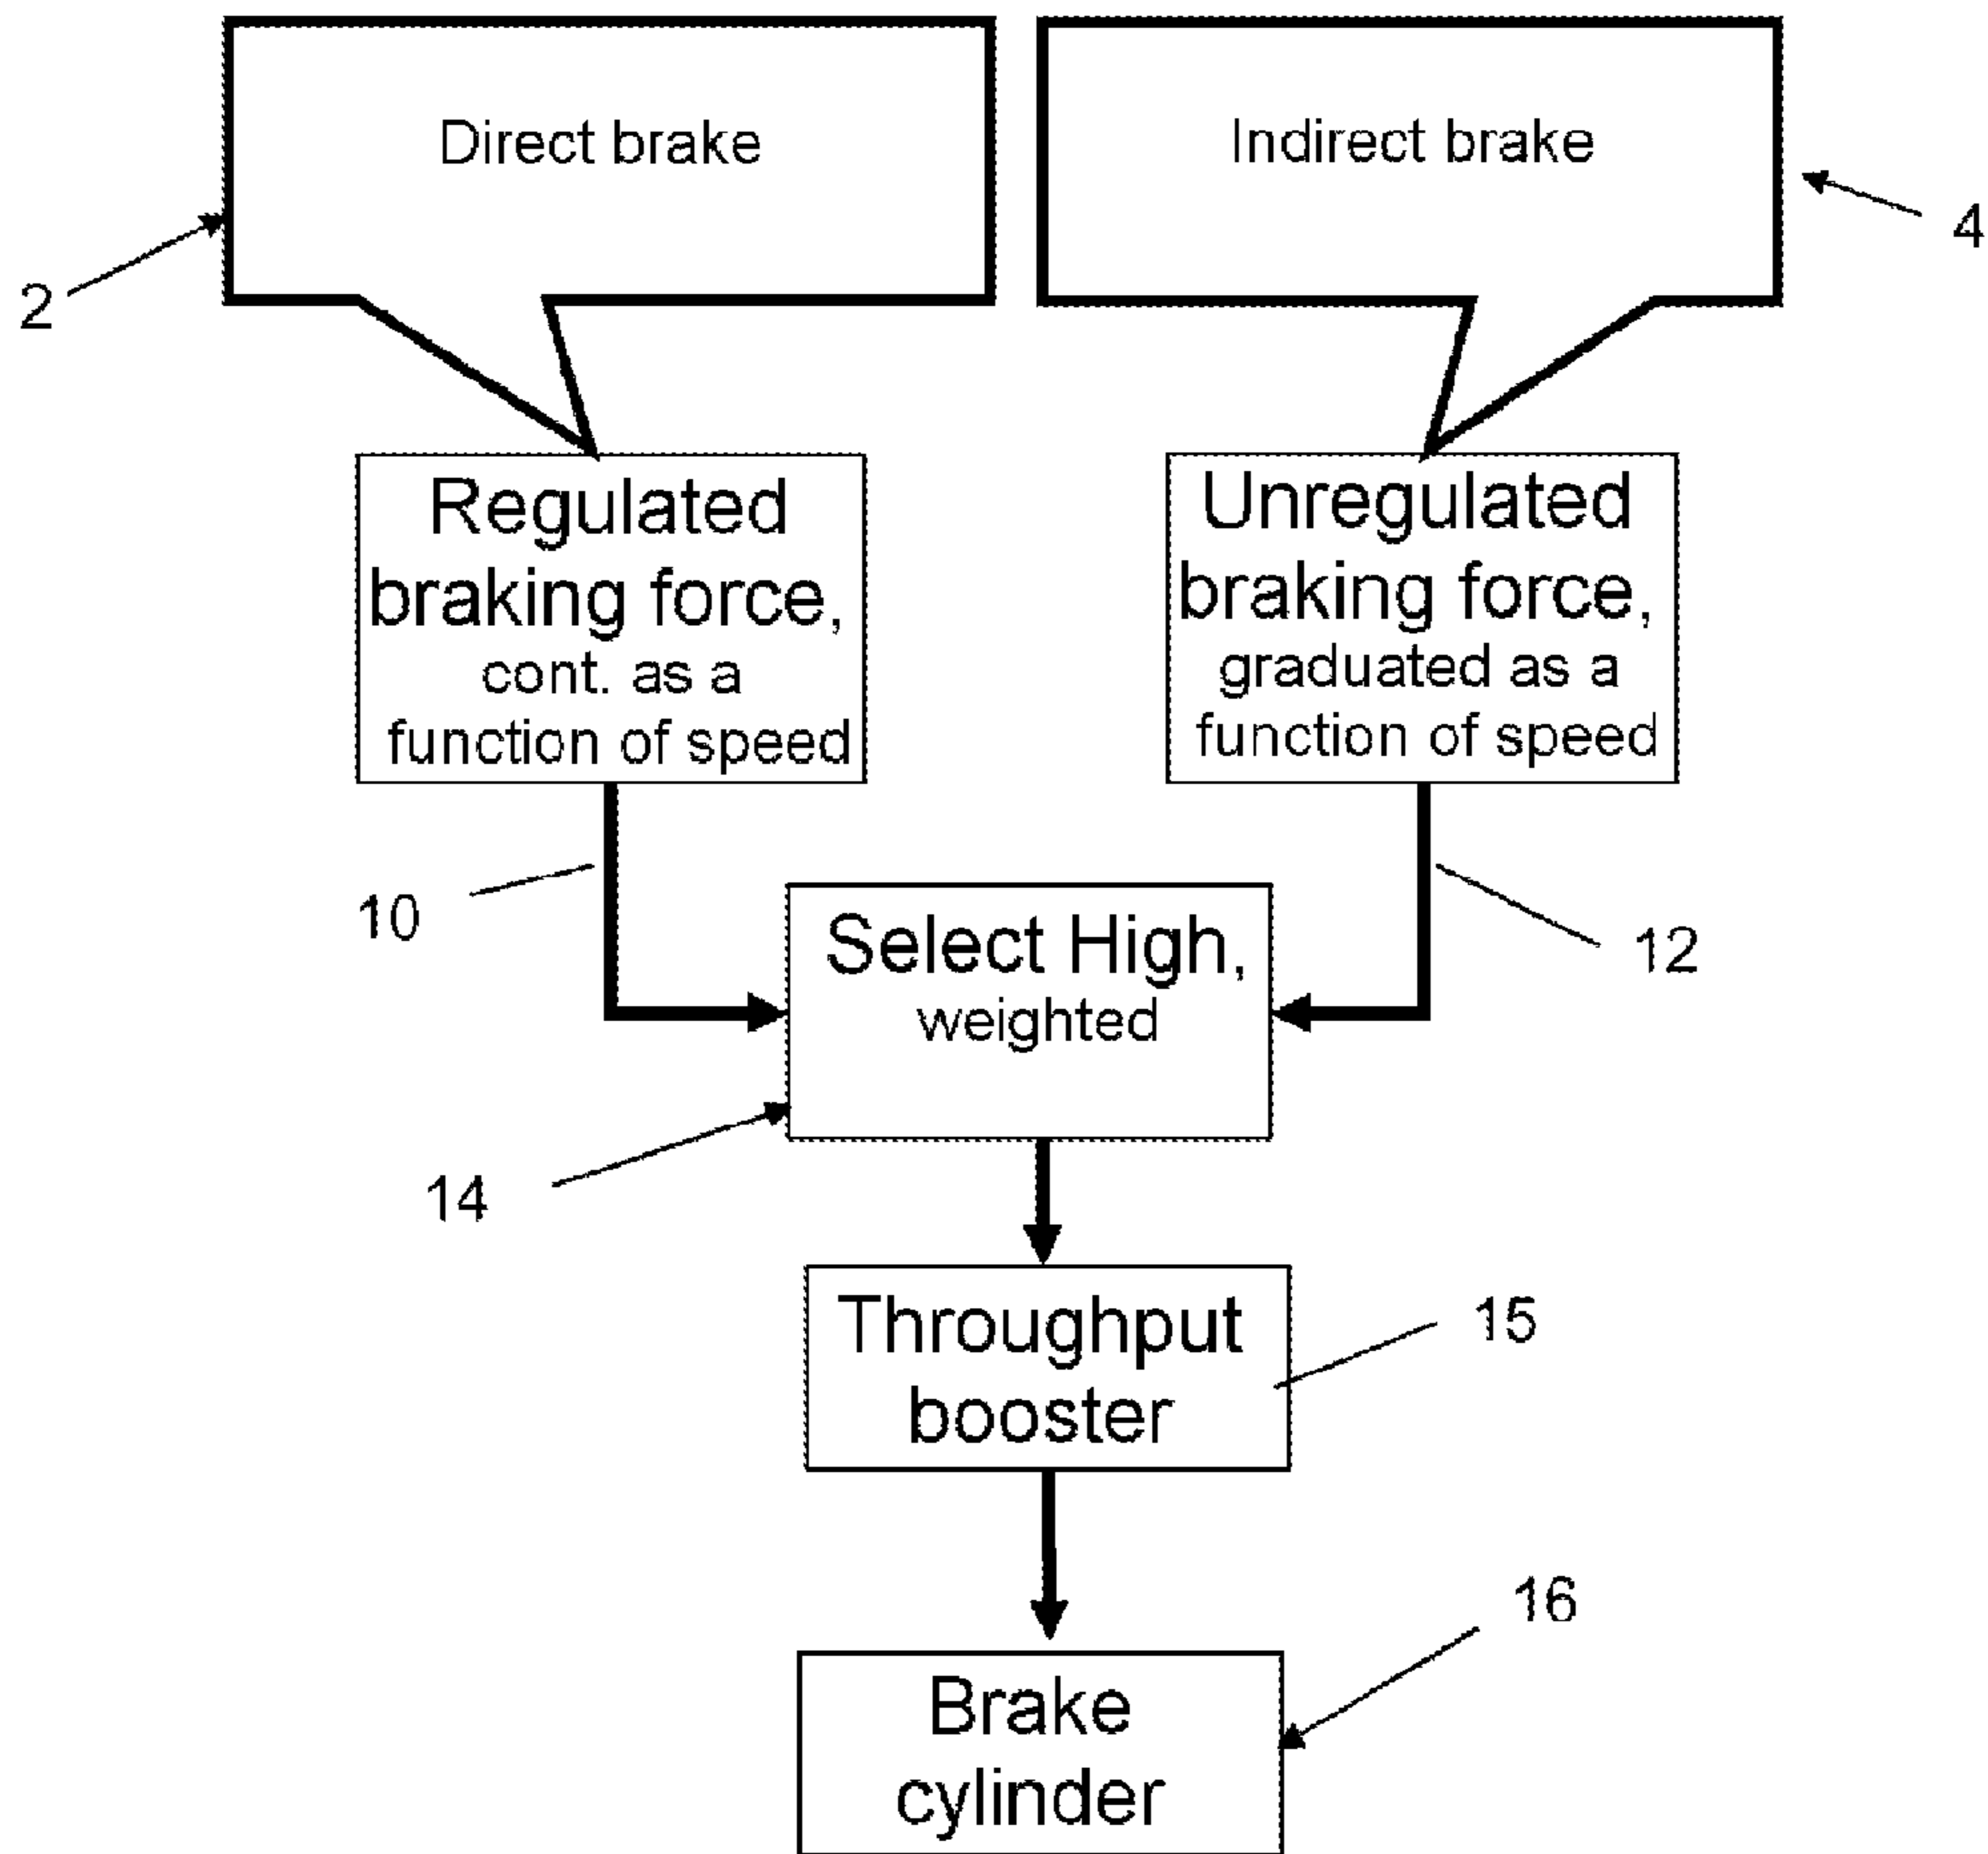 Direct brake
Indirect brake
4
2
Regulated
braking force,
cont. as a
function of speed
Unregulated
braking force,
graduated as a
function of speed
10
12
Select High,
weighted
14
Throughput
booster
15
16
Brake
cylinder